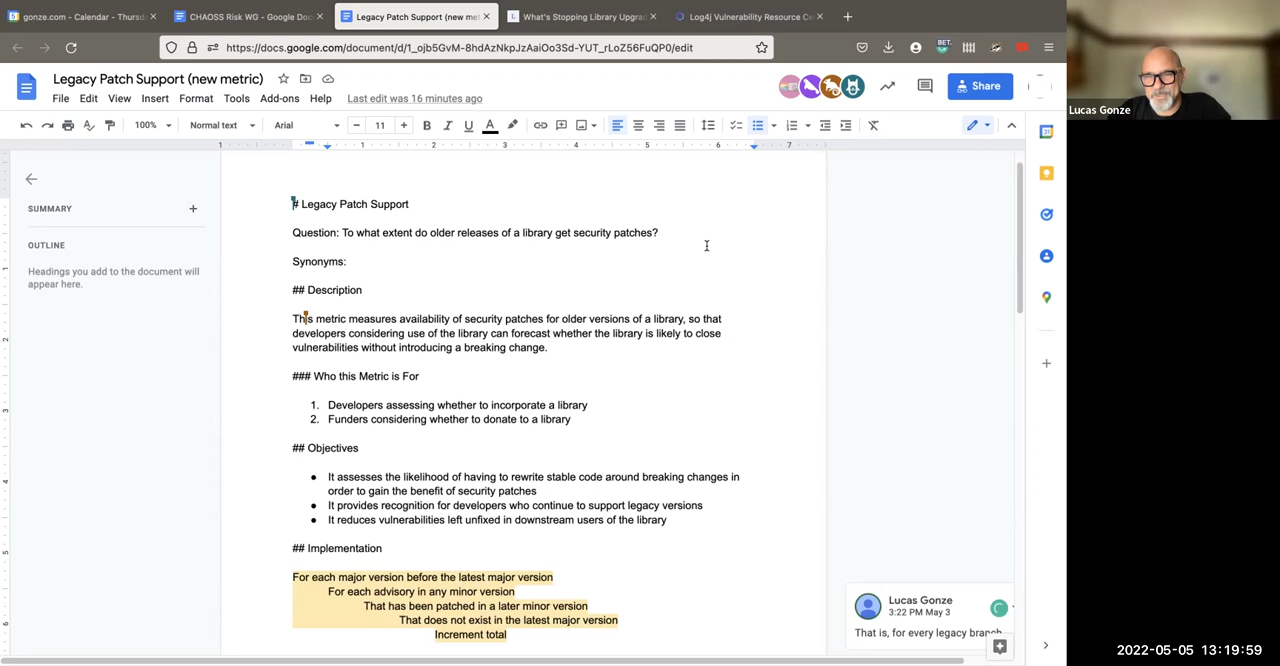 gonze.com - Calendar - Thursda
CHAOSS Risk WG - Google Doc
Legacy Patch Support (new met
What's Stopping Library Upgrad
Log4j Vulnerability Resource Ce
https://docs.google.com/document/d/1_ojb5GvM-8hdAzNkpJzAaiOo3Sd-YUT_rLoZ56FuQP0/edit
BET
Legacy Patch Support (new metric)
File Edit View Insert Format Tools Add-ons Help Last edit was 16 minutes ago
Share
100% Normal text Arial 11
1 1 2 3 4 5 6 7
SUMMARY
OUTLINE
Headings you add to the document will
appear here.
# Legacy Patch Support
Question: To what extent do older releases of a library get security patches?
Synonyms:
## Description
This metric measures availability of security patches for older versions of a library, so that
developers considering use of the library can forecast whether the library is likely to close
vulnerabilities without introducing a breaking change.
### Who this Metric is For
1. Developers assessing whether to incorporate a library
2. Funders considering whether to donate to a library
## Objectives
● It assesses the likelihood of having to rewrite stable code around breaking changes in
order to gain the benefit of security patches
● It provides recognition for developers who continue to support legacy versions
● It reduces vulnerabilities left unfixed in downstream users of the library
## Implementation
For each major version before the latest major version
For each advisory in any minor version
That has been patched in a later minor version
That does not exist in the latest major version
Increment total
Lucas Gonze
3:22 PM May 3
That is, for every legacy branch
Lucas Gonze
2022-05-05 13:19:59